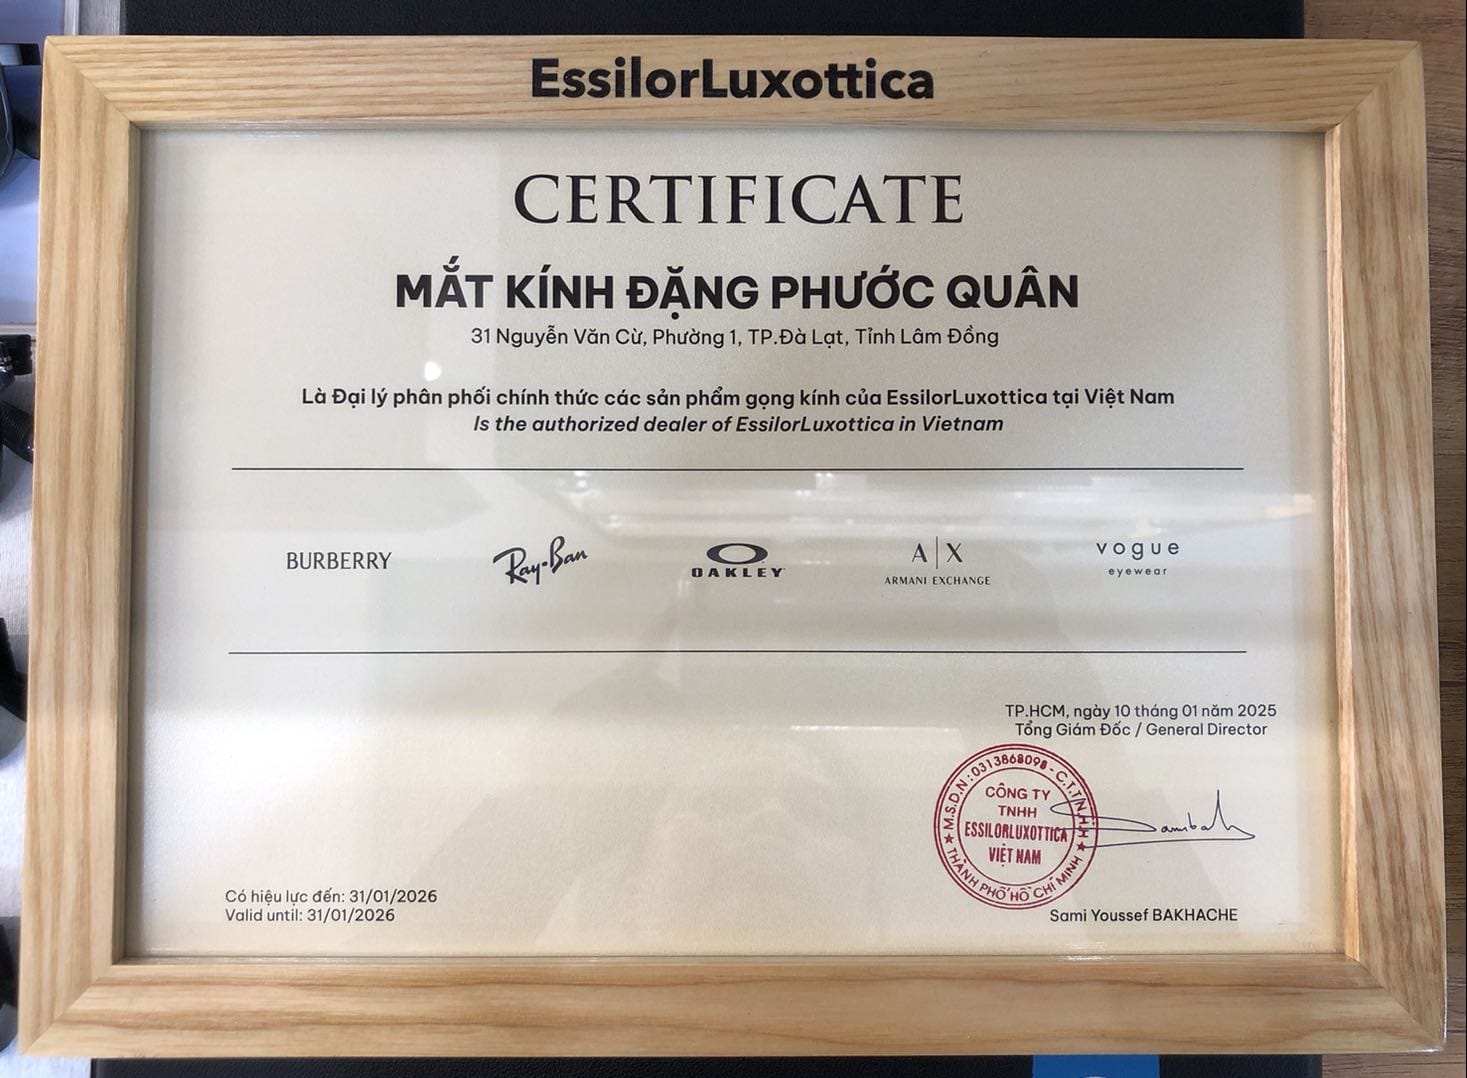 EssilorLuxottica
CERTIFICATE
MẮT KÍNH ĐẶNG PHƯỚC QUÂN
31 Nguyễn Văn Cừ, Phường 1, TP.Đà Lạt, Tỉnh Lâm Đồng
Là Đại lý phân phối chính thức các sản phẩm gọng kính của EssilorLuxottica tại Việt Nam
Is the authorized dealer of EssilorLuxottica in Vietnam
BURBERRY
Ray-Ban
OAKLEY
A|X
ARMANI EXCHANGE
vogue
eyewear
TP.HCM, ngày 10 tháng 01 năm 2025
Tổng Giám Đốc / General Director
M.S.D.N: 0313868098 - C.T.T.N.H.H
CÔNG TY
TNHH
ESSILORLUXOTTICA
VIỆT NAM
THÀNH PHỐ HỒ CHÍ MINH
Sami Youssef BAKHACHE
Có hiệu lực đến: 31/01/2026
Valid until: 31/01/2026